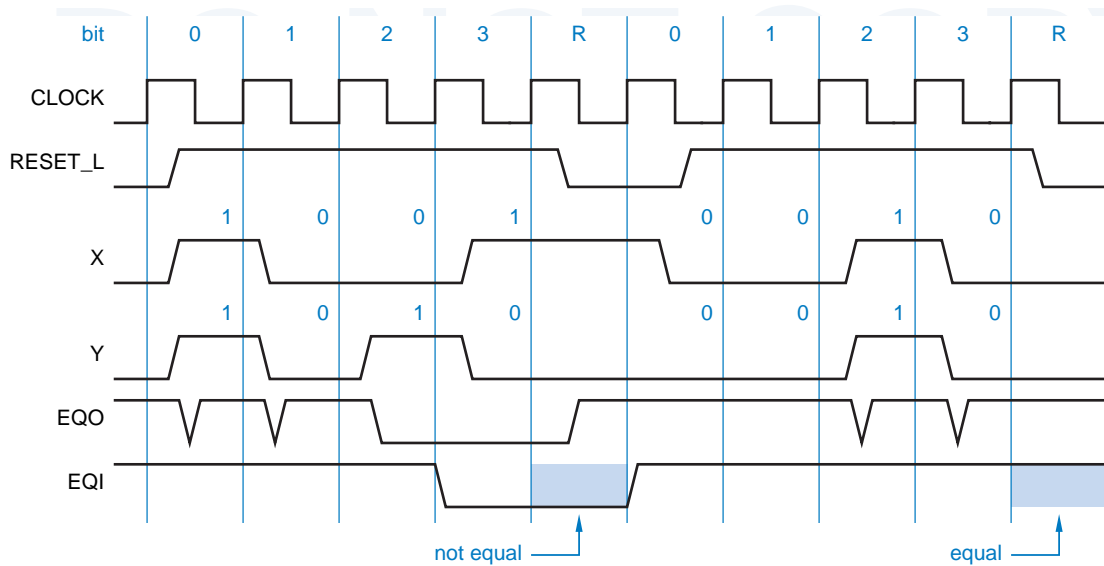 bit 0 1 2 3 R 0 1 2 3 R
CLOCK
RESET_L
1 0 0 1 0 0 1 0
X
1 0 1 0 0 0 1 0
Y
EQO
EQI
not equal equal